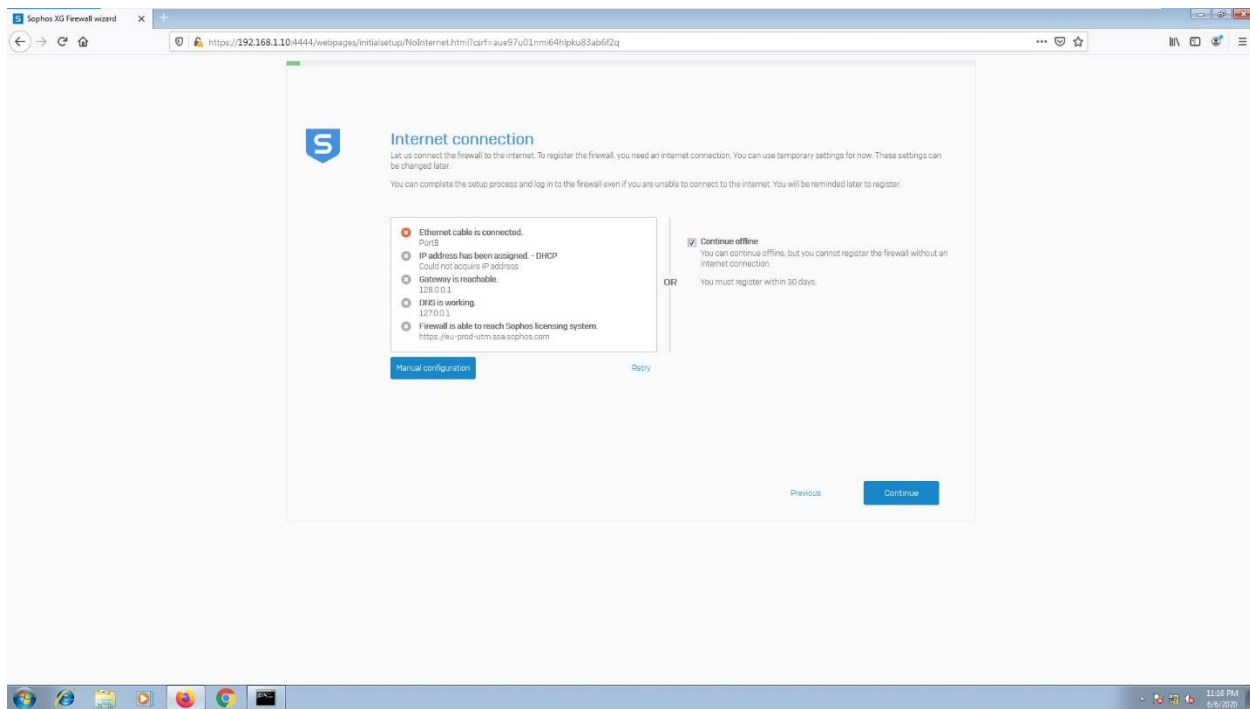 Sophos XG Firewall wizard
https://192.168.1.10:4444/webpages/initialsetup/NoInternet.html?csrf=aue97u01nmi64hlpku83ab6f2q
S
Internet connection
Let us connect the firewall to the internet. To register the firewall, you need an internet connection. You can use temporary settings for now. These settings can
be changed later.
You can complete the setup process and log in to the firewall even if you are unable to connect to the internet. You will be reminded later to register.
Ethernet cable is connected.
PortB
IP address has been assigned. - DHCP
Could not acquire IP address
Gateway is reachable.
128.0.0.1
DNS is working.
127.0.0.1
Firewall is able to reach Sophos licensing system.
https://eu-prod-utm.soa.sophos.com
Manual configuration
Retry
OR
Continue offline
You can continue offline, but you cannot register the firewall without an
internet connection.
You must register within 30 days.
Previous
Continue
11:16 PM
6/6/2020